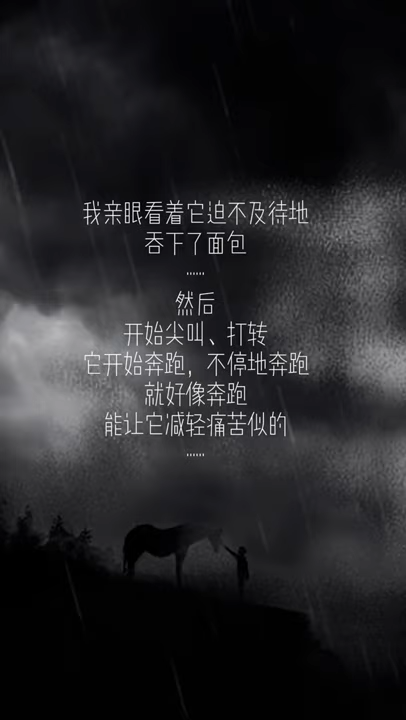 我亲眼看着它迫不及待地
吞下了面包
……
然后
开始尖叫、打转
它开始奔跑，不停地奔跑
就好像奔跑
能让它减轻痛苦似的
……